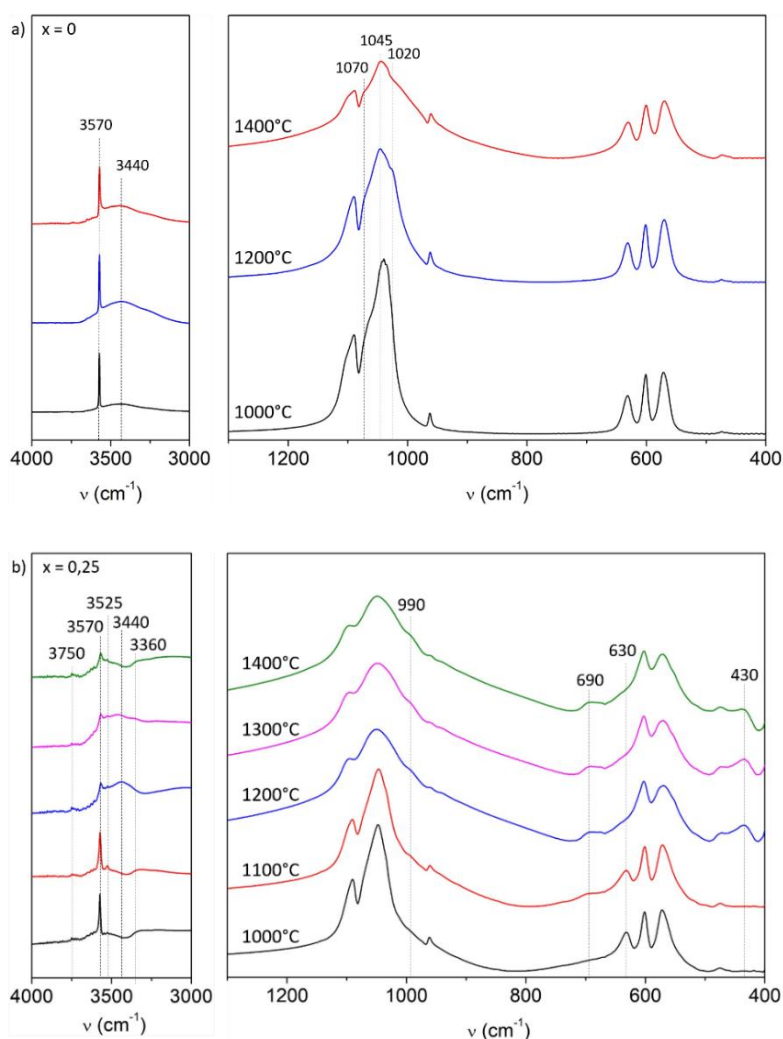 a)
x = 0
3570
3440
1070
1045
1020
1400°C
1200°C
1000°C
4000
3500
3000
ν (cm⁻¹)
1200
1000
800
600
400
ν (cm⁻¹)
b)
x = 0,25
3750
3570
3525
3440
3360
990
690
630
430
1400°C
1300°C
1200°C
1100°C
1000°C
4000
3500
3000
ν (cm⁻¹)
1200
1000
800
600
400
ν (cm⁻¹)